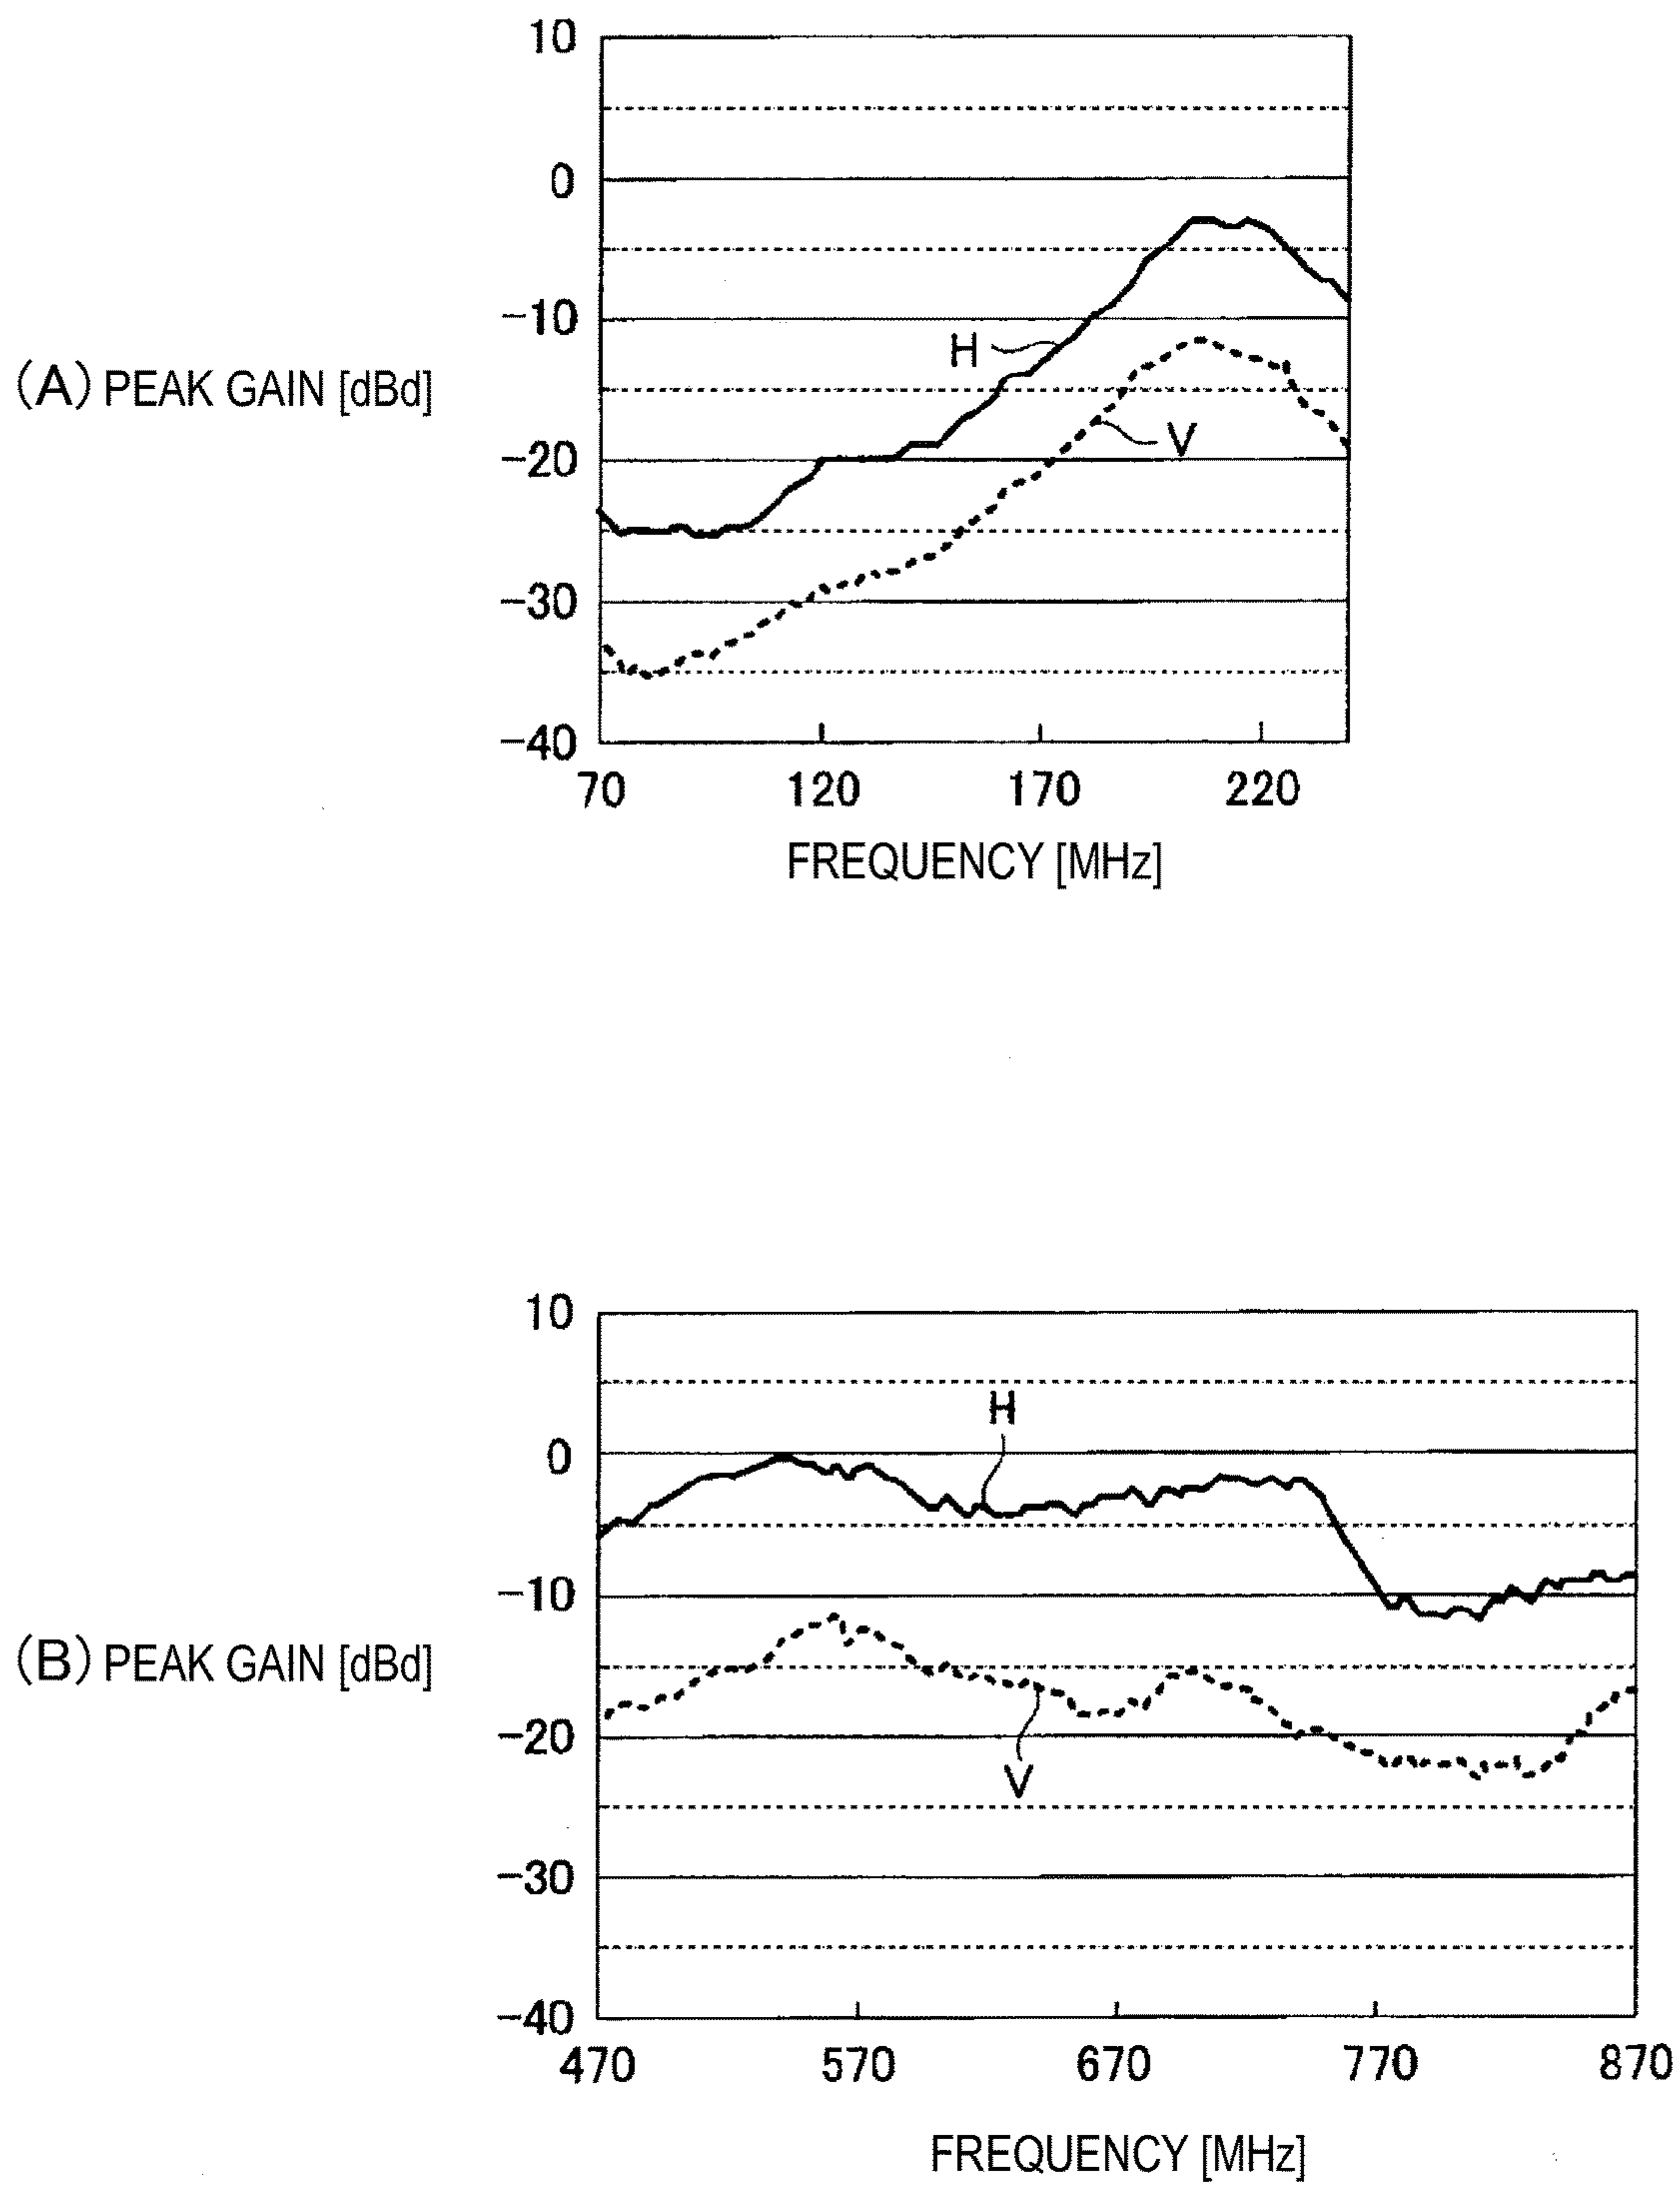 10
0
-10
H
(A) PEAK GAIN [dBd]
V
-20
-30
-40
70 120 170 220
FREQUENCY [MHz]
10
H
0
-10
(B) PEAK GAIN [dBd]
-20
V
-30
-40
470 570 670 770 870
FREQUENCY [MHz]